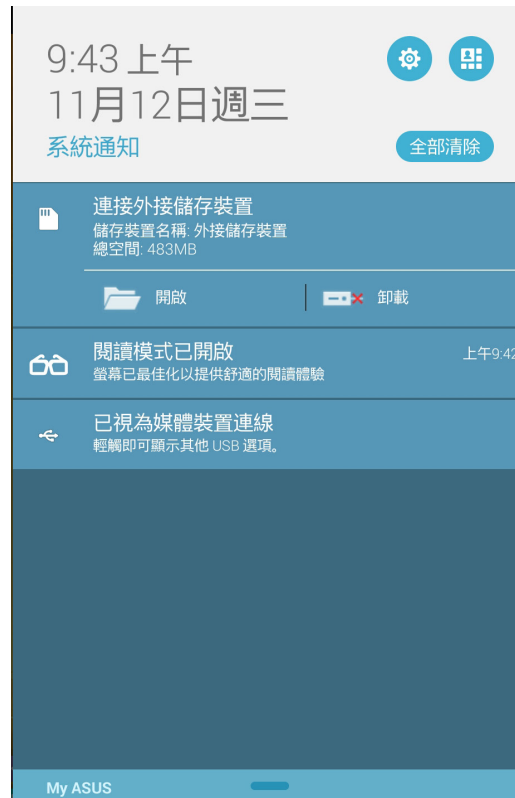 9:43 上午
11月12日週三
系統通知
全部清除
連接外接儲存裝置
儲存裝置名稱: 外接儲存裝置
總空間: 483MB
開啟
卸載
閱讀模式已開啟
上午9:42
螢幕已最佳化以提供舒適的閱讀體驗
已視為媒體裝置連線
輕觸即可顯示其他 USB 選項。
My ASUS